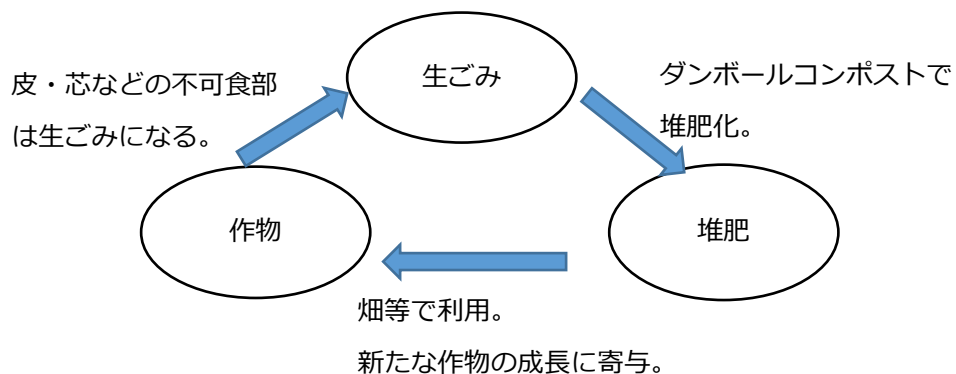 生ごみ
皮・芯などの不可食部
は生ごみになる。
ダンボールコンポストで
堆肥化。
作物
堆肥
畑等で利用。
新たな作物の成長に寄与。